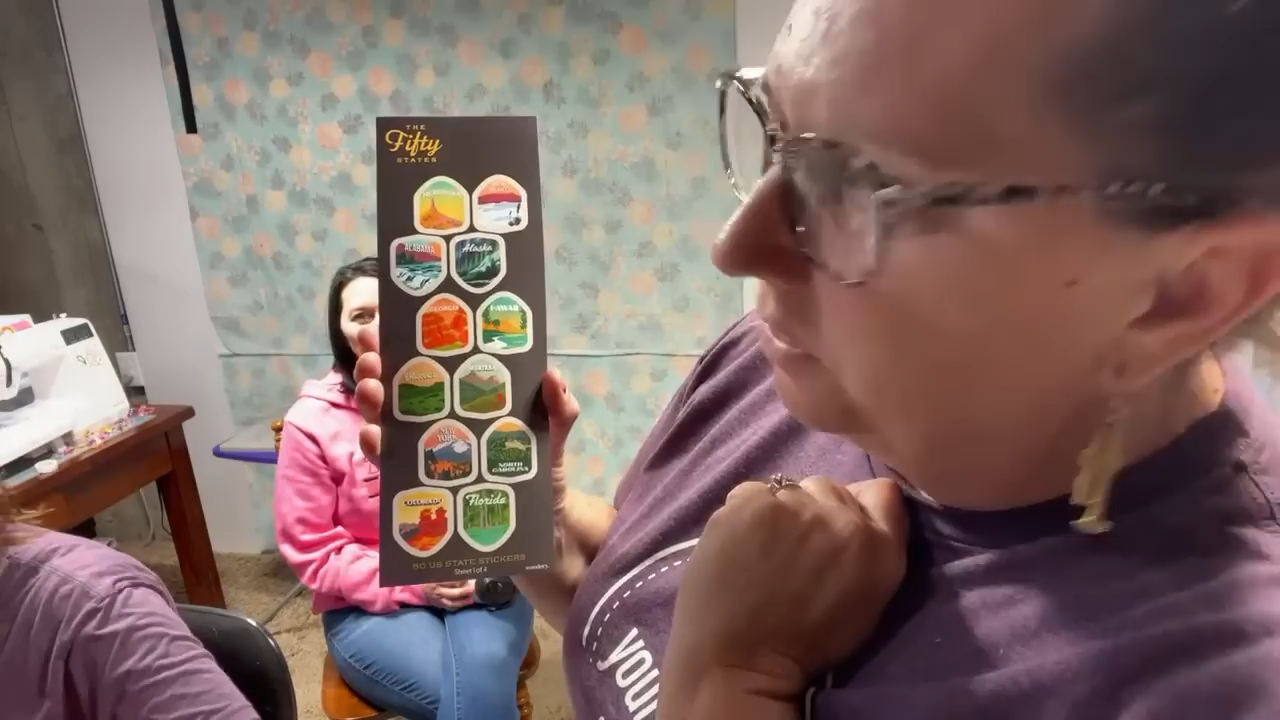 THE
Fifty
STATES
ALABAMA
Alaska
GEORGIA
HAWAII
MONTANA
NEW
YORK
NORTH
CAROLINA
COLORADO
Florida
50 US STATE STICKERS
Sheet 1 of 4
YOU